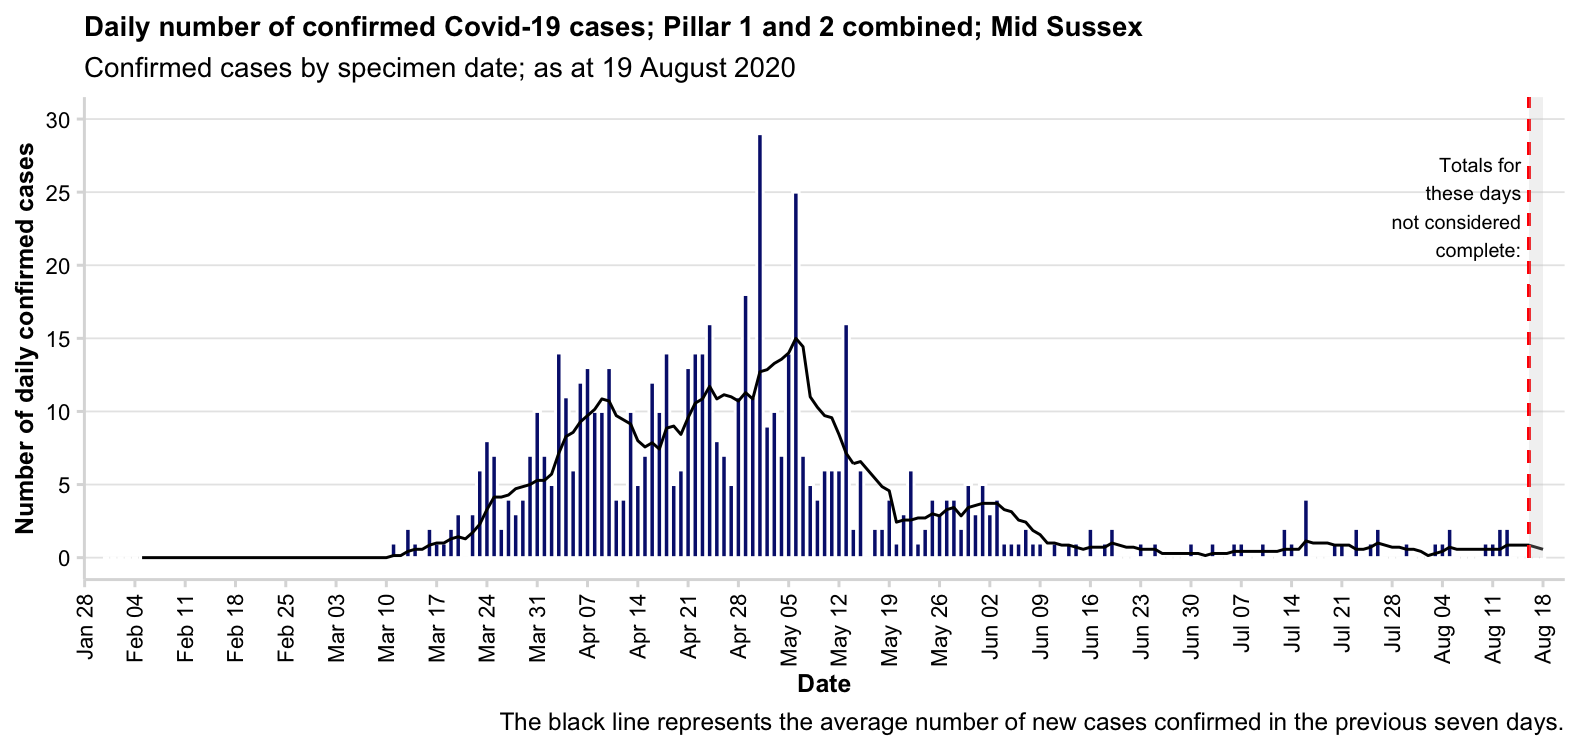 Daily number of confirmed Covid-19 cases; Pillar 1 and 2 combined; Mid Sussex
Confirmed cases by specimen date; as at 19 August 2020
Number of daily confirmed cases
30
25
20
15
10
5
0
Totals for
these days
not considered
complete:
Jan 28
Feb 04
Feb 11
Feb 18
Feb 25
Mar 03
Mar 10
Mar 17
Mar 24
Mar 31
Apr 07
Apr 14
Apr 21
Apr 28
May 05
May 12
May 19
May 26
Jun 02
Jun 09
Jun 16
Jun 23
Jun 30
Jul 07
Jul 14
Jul 21
Jul 28
Aug 04
Aug 11
Aug 18
Date
The black line represents the average number of new cases confirmed in the previous seven days.